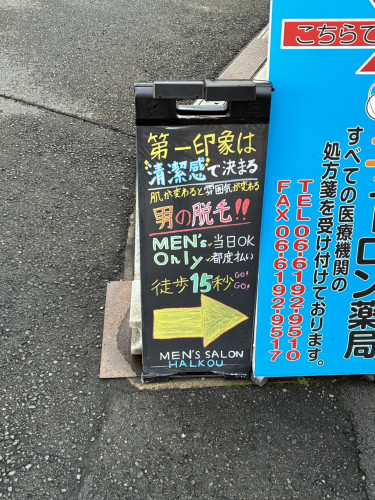 第一印象は
清潔感で決まる
肌が変わると雰囲気が変わる
男の脱毛!!
MEN's
Only
✓当日OK
✓都度払い
徒歩15秒
GO!
GO!
MEN'S SALON
HALKOU
こちらで
すべての医療機関の
処方箋を受け付けております。
TEL 06-6192-9510
FAX 06-6192-9517
ロン薬局